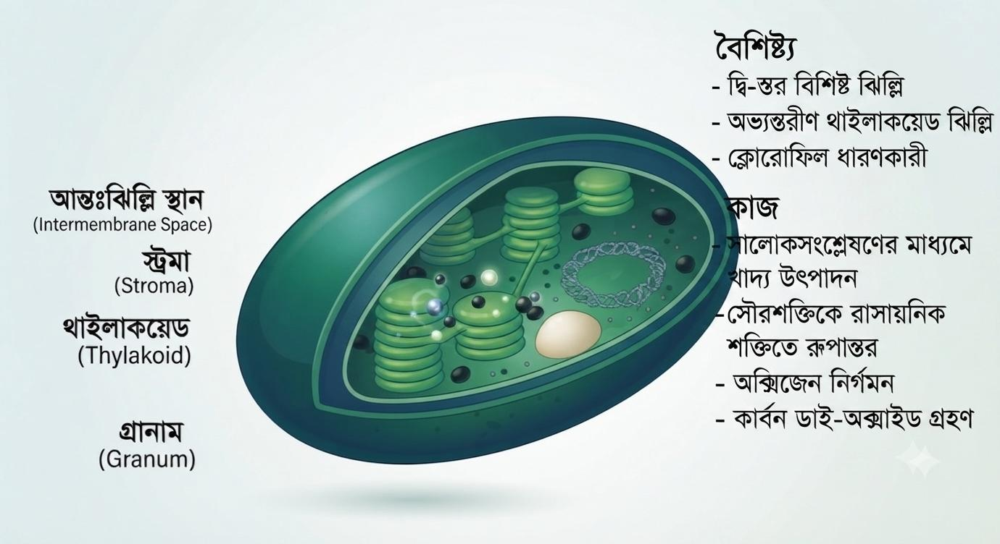 আন্তঃঝিল্লি স্থান
(Intermembrane Space)
স্ট্রমা
(Stroma)
থাইলাকয়েড
(Thylakoid)
গ্রানাম
(Granum)
বৈশিষ্ট্য
- দ্বি-স্তর বিশিষ্ট ঝিল্লি
- অভ্যন্তরীণ থাইলাকয়েড ঝিল্লি
- ক্লোরোফিল ধারণকারী
কাজ
- সালোকসংশ্লেষণের মাধ্যমে
খাদ্য উৎপাদন
-সৌরশক্তিকে রাসায়নিক
শক্তিতে রুপান্তর
- অক্সিজেন নির্গমন
- কার্বন ডাই-অক্সাইড গ্রহণ